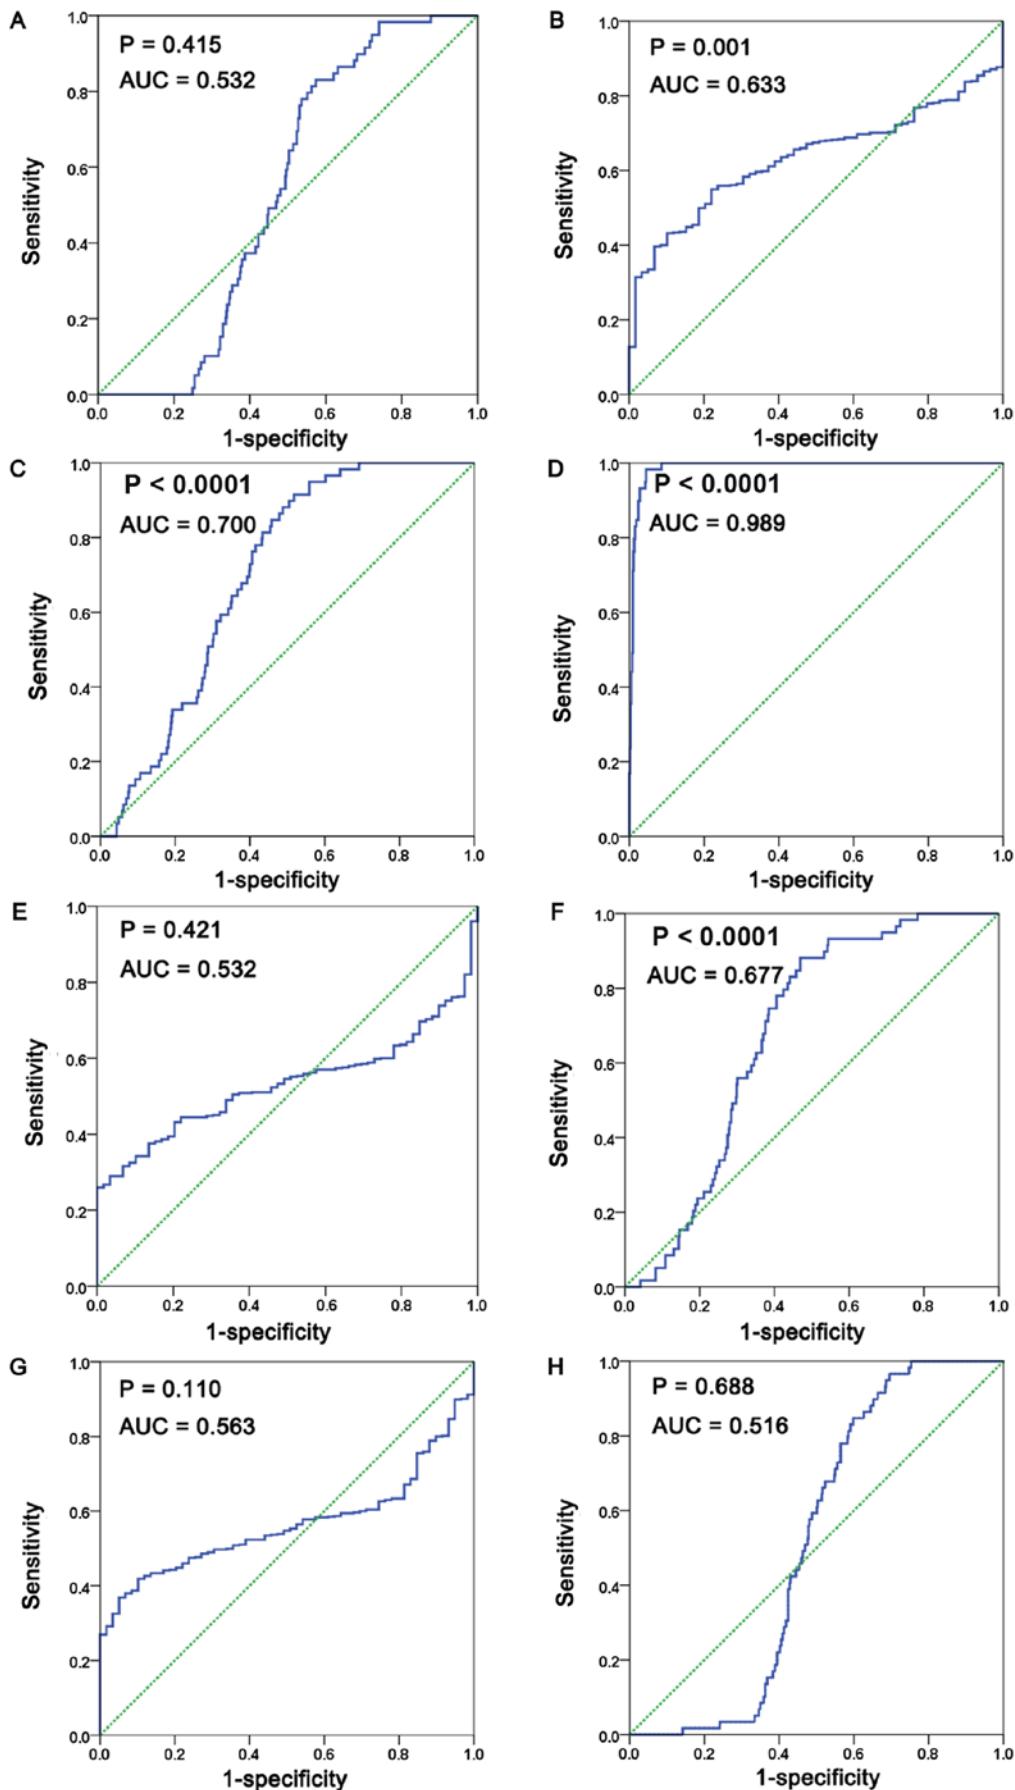 A
P = 0.415
AUC = 0.532
1.0
0.8
0.6
0.4
0.2
0.0
Sensitivity
0.0 0.2 0.4 0.6 0.8 1.0
1-specificity
B
P = 0.001
AUC = 0.633
1.0
0.8
0.6
0.4
0.2
0.0
Sensitivity
0.0 0.2 0.4 0.6 0.8 1.0
1-specificity
C
P < 0.0001
AUC = 0.700
1.0
0.8
0.6
0.4
0.2
0.0
Sensitivity
0.0 0.2 0.4 0.6 0.8 1.0
1-specificity
D
P < 0.0001
AUC = 0.989
1.0
0.8
0.6
0.4
0.2
0.0
Sensitivity
0.0 0.2 0.4 0.6 0.8 1.0
1-specificity
E
P = 0.421
AUC = 0.532
1.0
0.8
0.6
0.4
0.2
0.0
Sensitivity
0.0 0.2 0.4 0.6 0.8 1.0
1-specificity
F
P < 0.0001
AUC = 0.677
1.0
0.8
0.6
0.4
0.2
0.0
Sensitivity
0.0 0.2 0.4 0.6 0.8 1.0
1-specificity
G
P = 0.110
AUC = 0.563
1.0
0.8
0.6
0.4
0.2
0.0
Sensitivity
0.0 0.2 0.4 0.6 0.8 1.0
1-specificity
H
P = 0.688
AUC = 0.516
1.0
0.8
0.6
0.4
0.2
0.0
Sensitivity
0.0 0.2 0.4 0.6 0.8 1.0
1-specificity